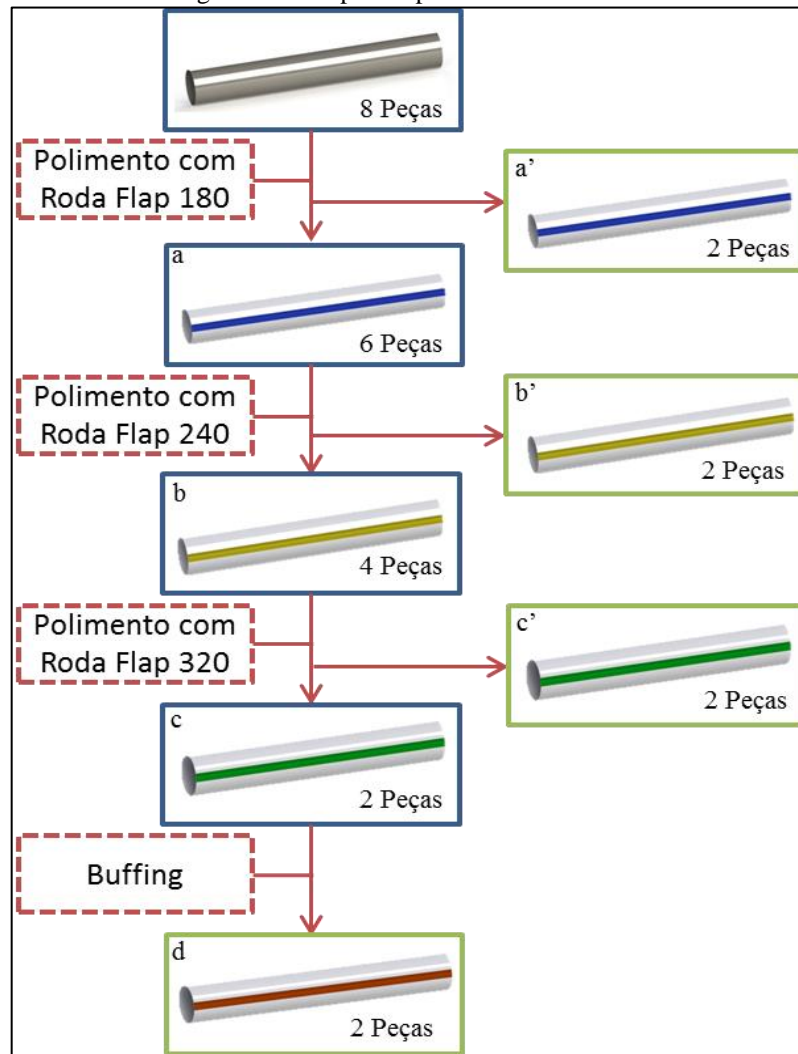 8 Peças
Polimento com
Roda Flap 180
a’
2 Peças
a
6 Peças
Polimento com
Roda Flap 240
b’
2 Peças
b
4 Peças
Polimento com
Roda Flap 320
c’
2 Peças
c
2 Peças
Buffing
d
2 Peças